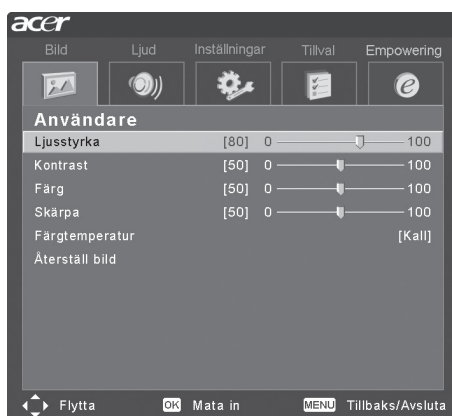 acer
Bild Ljud Inställningar Tillval Empowering
e
Användare
Ljusstyrka [80] 0 100
Kontrast [50] 0 100
Färg [50] 0 100
Skärpa [50] 0 100
Färgtemperatur [Kall]
Återställ bild
Flytta OK Mata in MENU Tillbaks/Avsluta